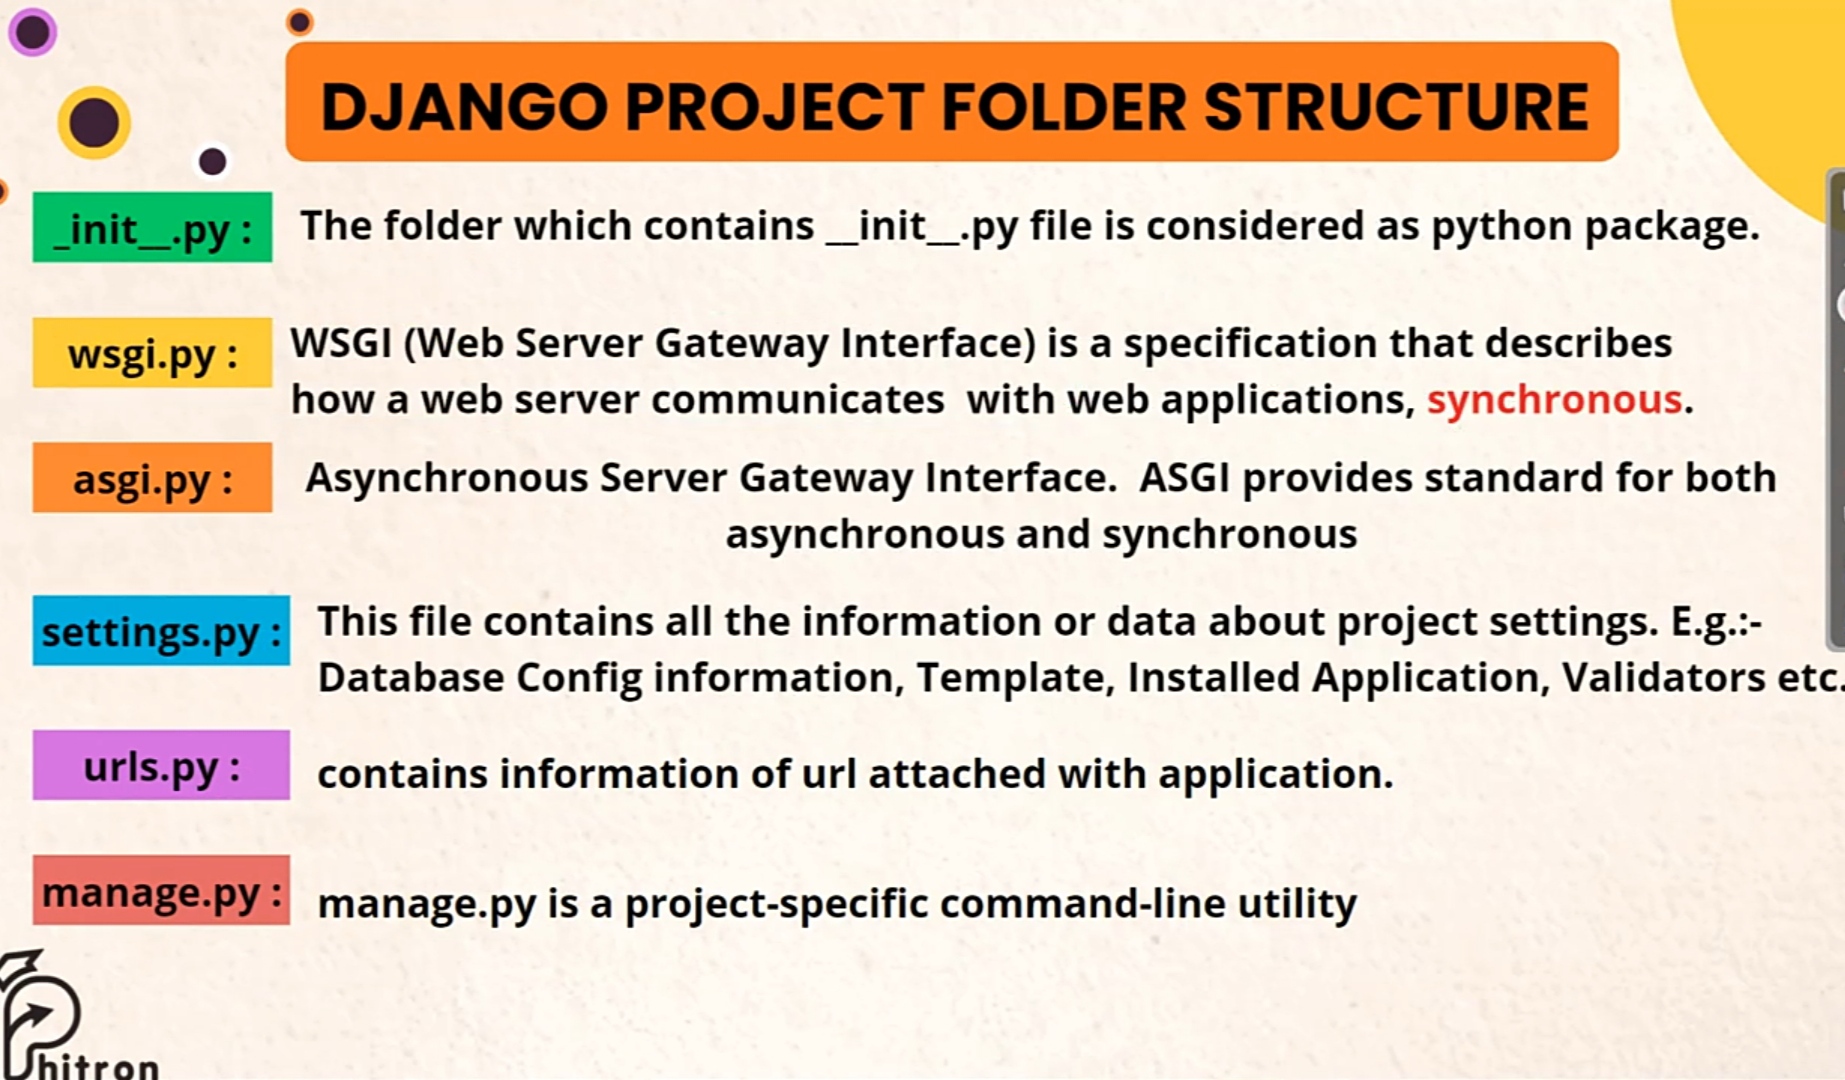 DJANGO PROJECT FOLDER STRUCTURE
_init__.py :
The folder which contains __init__.py file is considered as python package.
wsgi.py :
WSGI (Web Server Gateway Interface) is a specification that describes
how a web server communicates with web applications, synchronous.
asgi.py :
Asynchronous Server Gateway Interface. ASGI provides standard for both
asynchronous and synchronous
settings.py :
This file contains all the information or data about project settings. E.g.:-
Database Config information, Template, Installed Application, Validators etc.
urls.py :
contains information of url attached with application.
manage.py :
manage.py is a project-specific command-line utility
Phitron